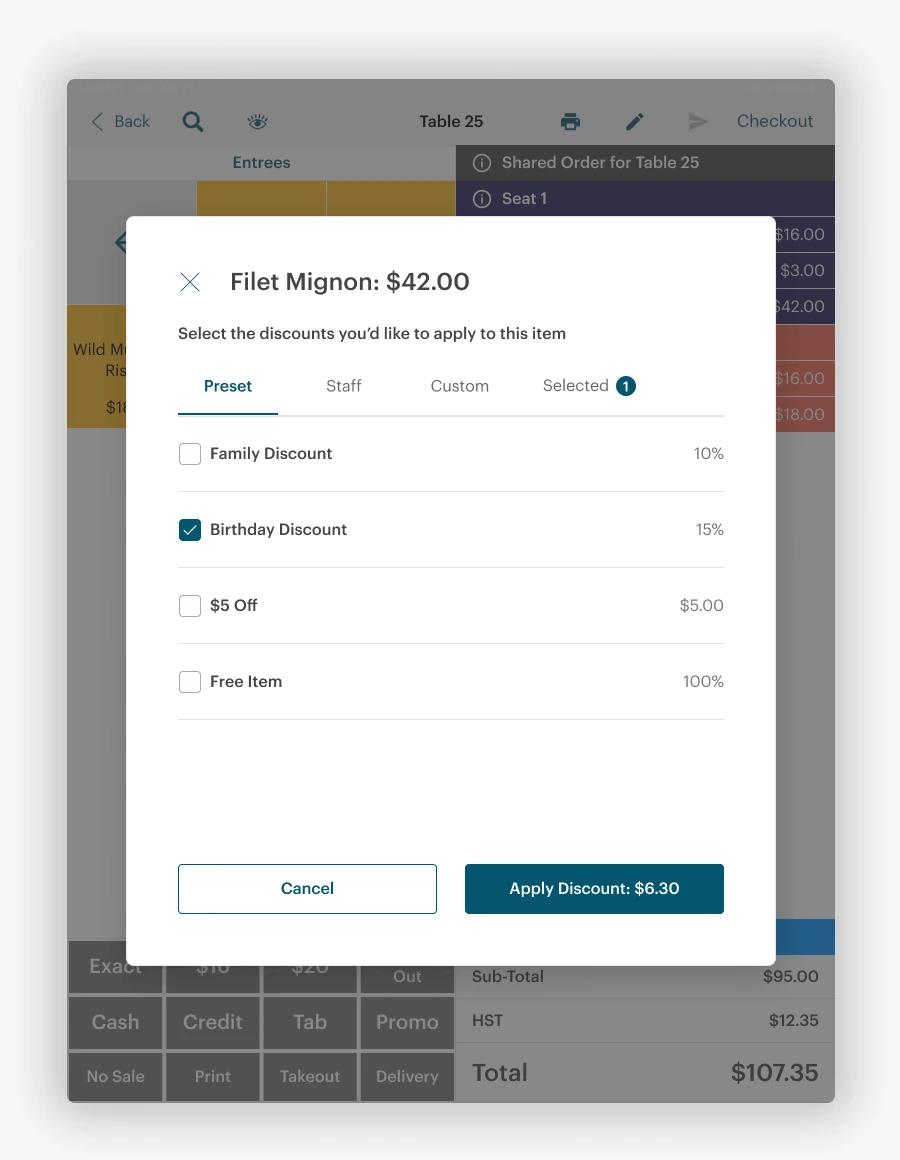 Back
Table 25
Checkout
Entrees
Shared Order for Table 25
Seat 1
$16.00
$3.00
$42.00
Filet Mignon: $42.00
Select the discounts you’d like to apply to this item
Preset Staff Custom Selected 1
Family Discount 10%
Birthday Discount 15%
$5 Off $5.00
Free Item 100%
Cancel
Apply Discount: $6.30
Wild
$16.00
$18.00
Exact $10 $20
Out
Cash Credit Tab Promo
No Sale Print Takeout Delivery
Sub-Total $95.00
HST $12.35
Total $107.35